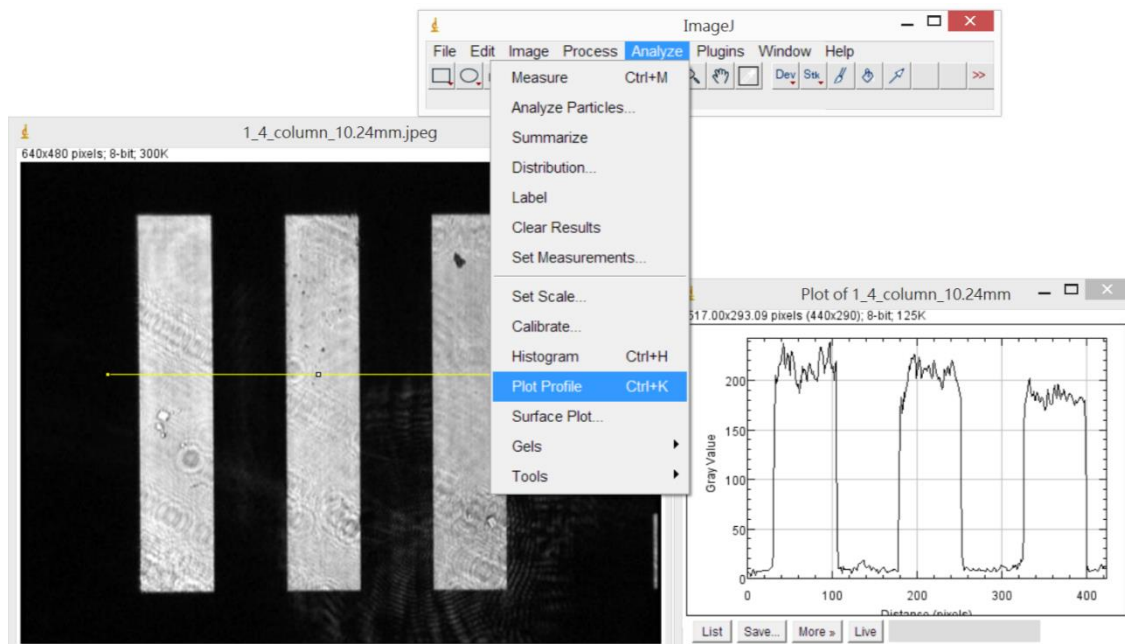 ImageJ
File Edit Image Process Analyze Plugins Window Help
Dev Stk >>
1_4_column_10.24mm.jpeg
640x480 pixels; 8-bit; 300K
Measure Ctrl+M
Analyze Particles...
Summarize
Distribution...
Label
Clear Results
Set Measurements...
Set Scale...
Calibrate...
Histogram Ctrl+H
Plot Profile Ctrl+K
Surface Plot...
Gels
Tools
Plot of 1_4_column_10.24mm
517.00x293.09 pixels (440x290); 8-bit; 125K
Gray Value
200
150
100
50
0
0 100 200 300 400
Distance (pixels)
List Save... More » Live